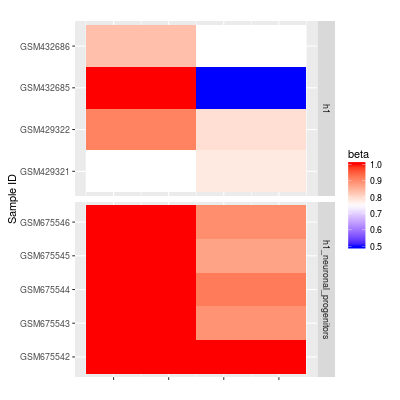 Sample ID
GSM432686
GSM432685
GSM429322
GSM429321
h1
GSM675546
GSM675545
GSM675544
GSM675543
GSM675542
h1_neuronal_progenitors
beta
1.0
0.9
0.8
0.7
0.6
0.5